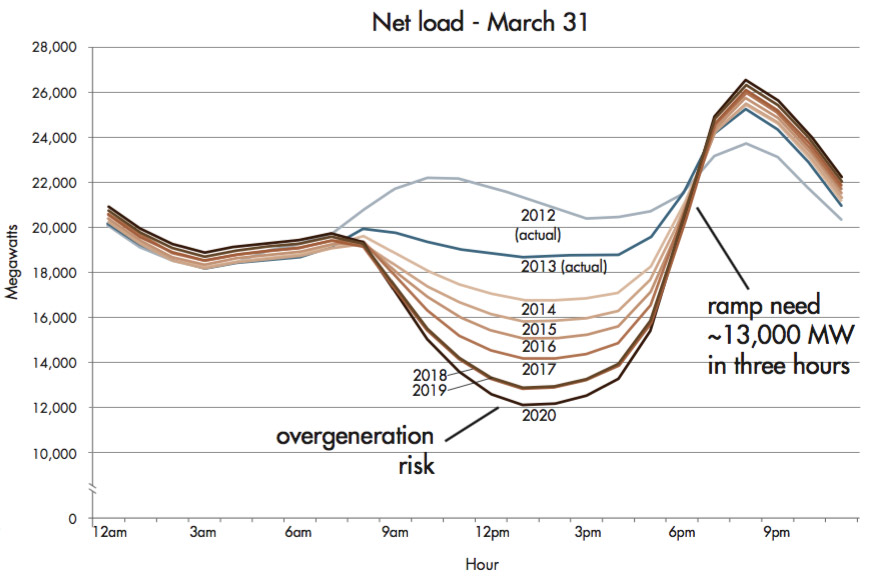 Net load - March 31
28,000
26,000
24,000
22,000
20,000
18,000
16,000
14,000
12,000
10,000
0
Megawatts
2012
(actual)
2013 (actual)
2014
2015
2016
2017
2018
2019
2020
ramp need
~13,000 MW
in three hours
overgeneration
risk
12am
3am
6am
9am
12pm
3pm
6pm
9pm
Hour